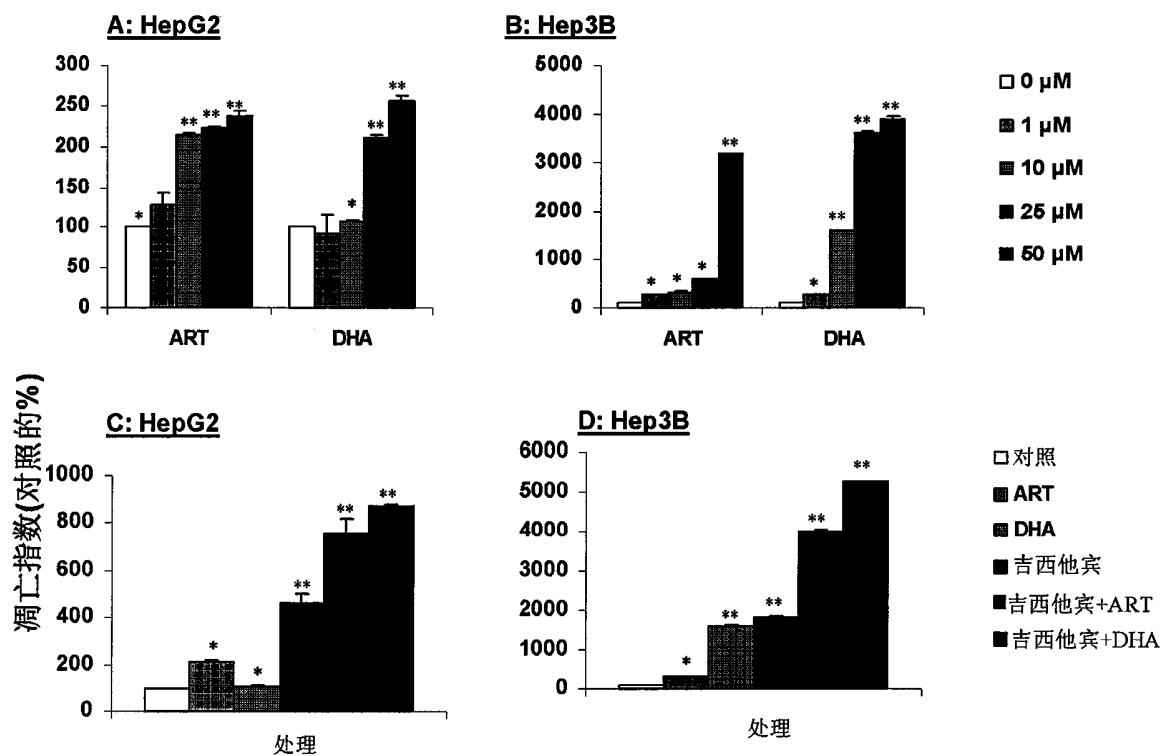 A: HepG2
300
250
200
150
100
50
0
* ** ** ** * ** **
ART DHA
B: Hep3B
5000
4000
3000
2000
1000
0
* * * ** * ** ** **
ART DHA
0 μM
1 μM
10 μM
25 μM
50 μM
凋亡指数(对照的%)
C: HepG2
1000
800
600
400
200
0
* * ** ** **
处理
D: Hep3B
6000
5000
4000
3000
2000
1000
0
* ** ** ** **
处理
对照
ART
DHA
吉西他宾
吉西他宾+ART
吉西他宾+DHA